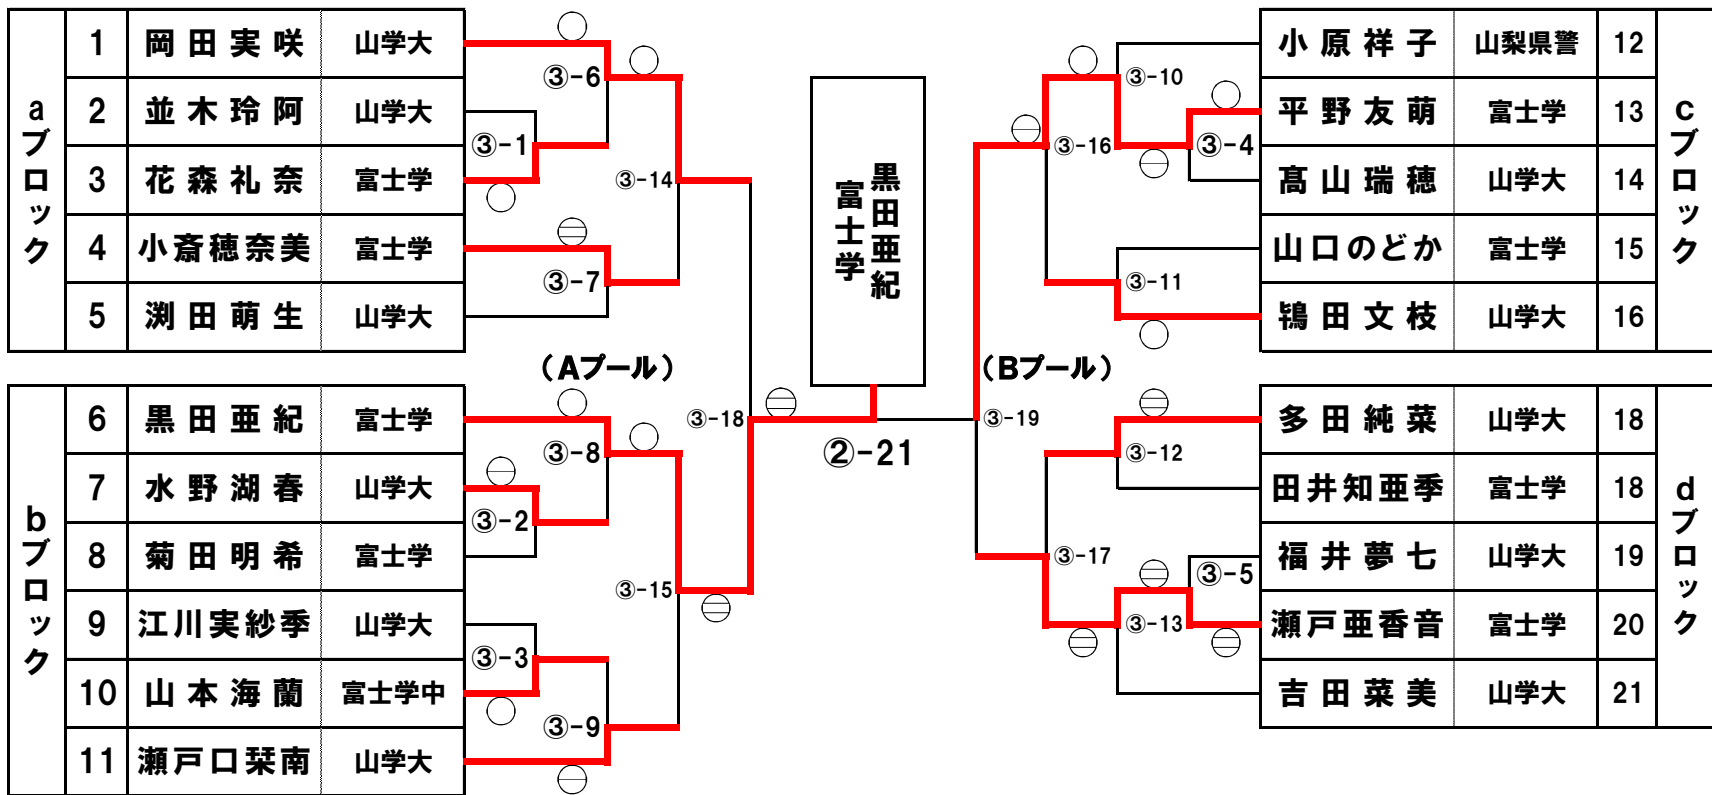 aブロック
1 岡田実咲 山学大
2 並木玲阿 山学大
3 花森礼奈 富士学
4 小斎穂奈美 富士学
5 渕田萌生 山学大
bブロック
6 黒田亜紀 富士学
7 水野湖春 山学大
8 菊田明希 富士学
9 江川実紗季 山学大
10 山本海蘭 富士学中
11 瀬戸口栞南 山学大
③-6
③-1
③-14
③-7
(Aプール)
③-18
③-8
③-2
③-15
③-3
③-9
黒田亜紀
富士学
②-21
(Bプール)
③-19
③-10
③-16
③-4
③-11
③-12
③-17
③-5
③-13
cブロック
小原祥子 山梨県警 12
平野友萌 富士学 13
髙山瑞穂 山学大 14
山口のどか 富士学 15
鴇田文枝 山学大 16
dブロック
多田純菜 山学大 18
田井知亜季 富士学 18
福井夢七 山学大 19
瀬戸亜香音 富士学 20
吉田菜美 山学大 21